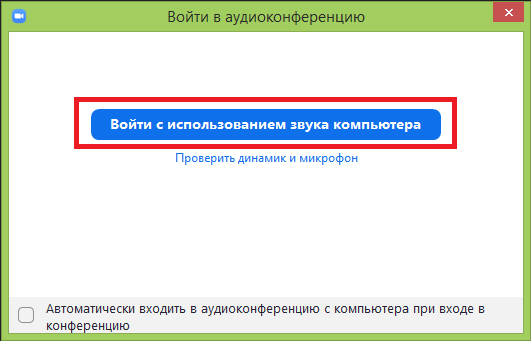 Войти в аудиоконференцию
Войти с использованием звука компьютера
Проверить динамик и микрофон
Автоматически входить в аудиоконференцию с компьютера при входе в
конференцию